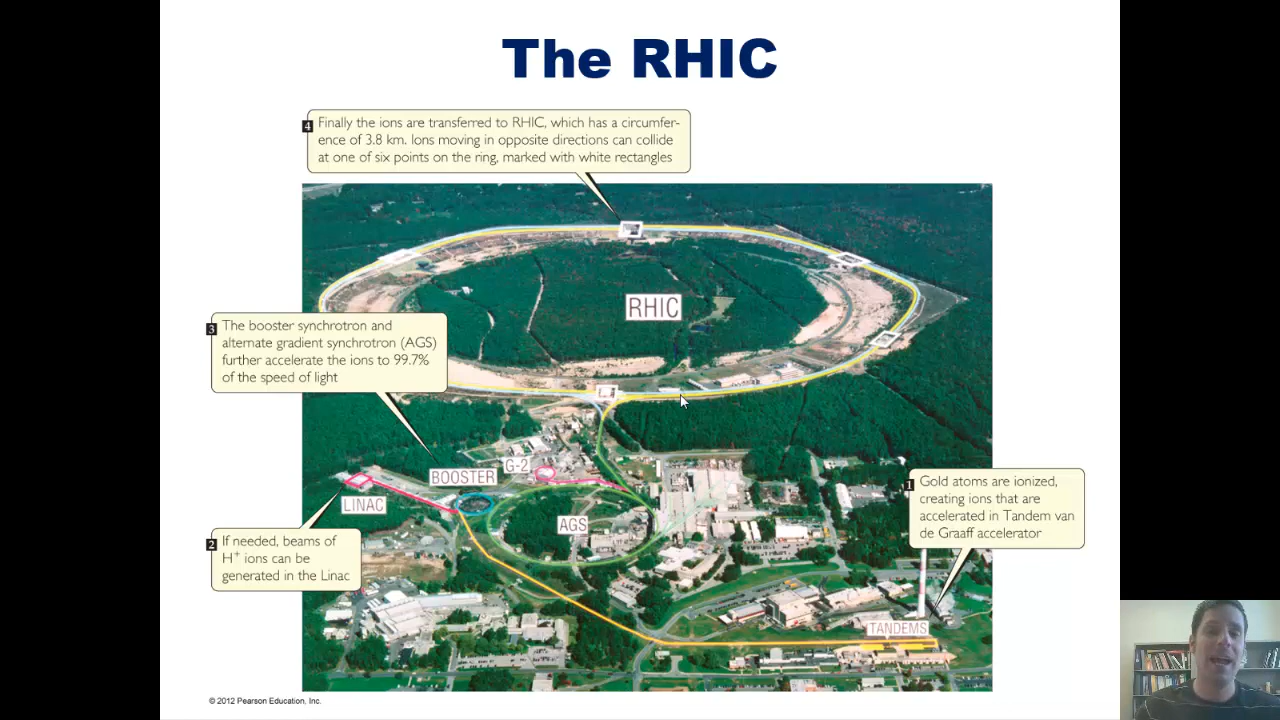 The RHIC
4
Finally the ions are transferred to RHIC, which has a circumfer-
ence of 3.8 km. Ions moving in opposite directions can collide
at one of six points on the ring, marked with white rectangles
RHIC
3
The booster synchrotron and
alternate gradient synchrotron (AGS)
further accelerate the ions to 99.7%
of the speed of light
BOOSTER
G-2
LINAC
AGS
1
Gold atoms are ionized,
creating ions that are
accelerated in Tandem van
de Graaff accelerator
2
If needed, beams of
H⁺ ions can be
generated in the Linac
TANDEMS
© 2012 Pearson Education, Inc.